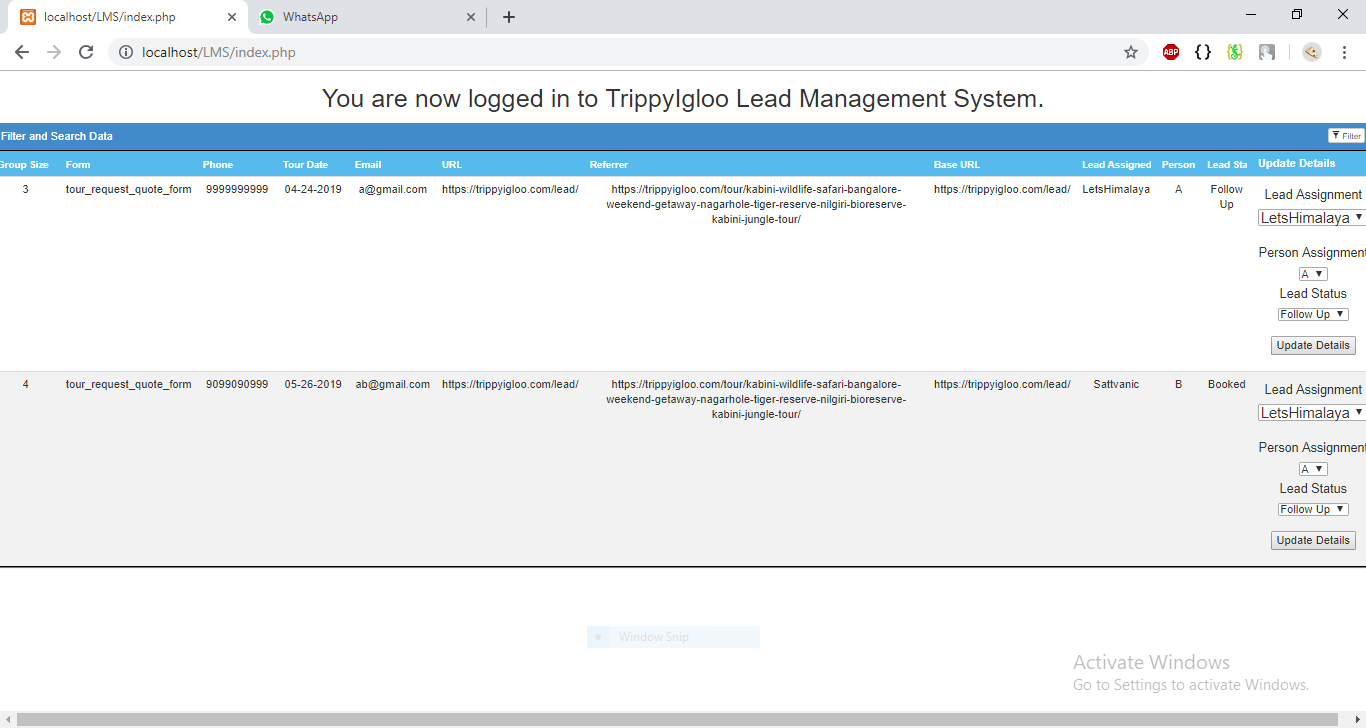 localhost/LMS/index.php
WhatsApp
localhost/LMS/index.php
ABP
You are now logged in to TrippyIgloo Lead Management System.
Filter and Search Data
Filter
Group Size Form Phone Tour Date Email URL Referrer Base URL Lead Assigned Person Lead Sta Update Details
3 tour_request_quote_form 9999999999 04-24-2019 a@gmail.com https://trippyigloo.com/lead/ https://trippyigloo.com/tour/kabini-wildlife-safari-bangalore- https://trippyigloo.com/lead/ LetsHimalaya A Follow
weekend-getaway-nagarhole-tiger-reserve-nilgiri-bioreserve- Up
kabini-jungle-tour/
Lead Assignment
LetsHimalaya
Person Assignment
A
Lead Status
Follow Up
Update Details
4 tour_request_quote_form 9099090999 05-26-2019 ab@gmail.com https://trippyigloo.com/lead/ https://trippyigloo.com/tour/kabini-wildlife-safari-bangalore- https://trippyigloo.com/lead/ Sattvanic B Booked
weekend-getaway-nagarhole-tiger-reserve-nilgiri-bioreserve-
kabini-jungle-tour/
Lead Assignment
LetsHimalaya
Person Assignment
A
Lead Status
Follow Up
Update Details
Window Snip
Activate Windows
Go to Settings to activate Windows.